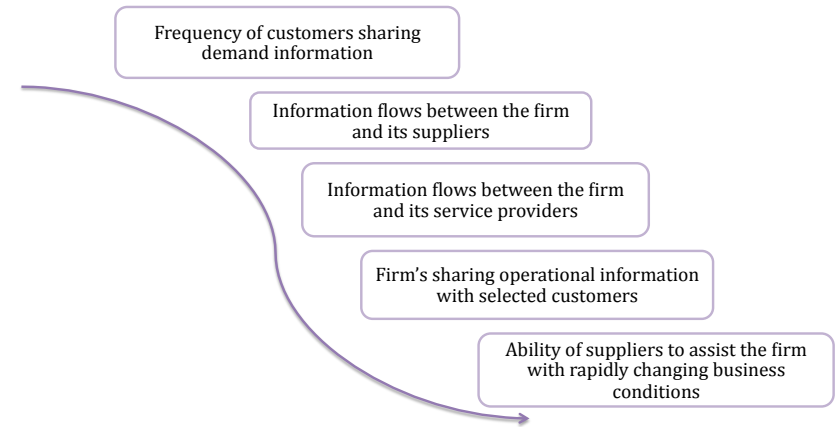 Frequency of customers sharing
demand information
Information flows between the firm
and its suppliers
Information flows between the firm
and its service providers
Firm’s sharing operational information
with selected customers
Ability of suppliers to assist the firm
with rapidly changing business
conditions